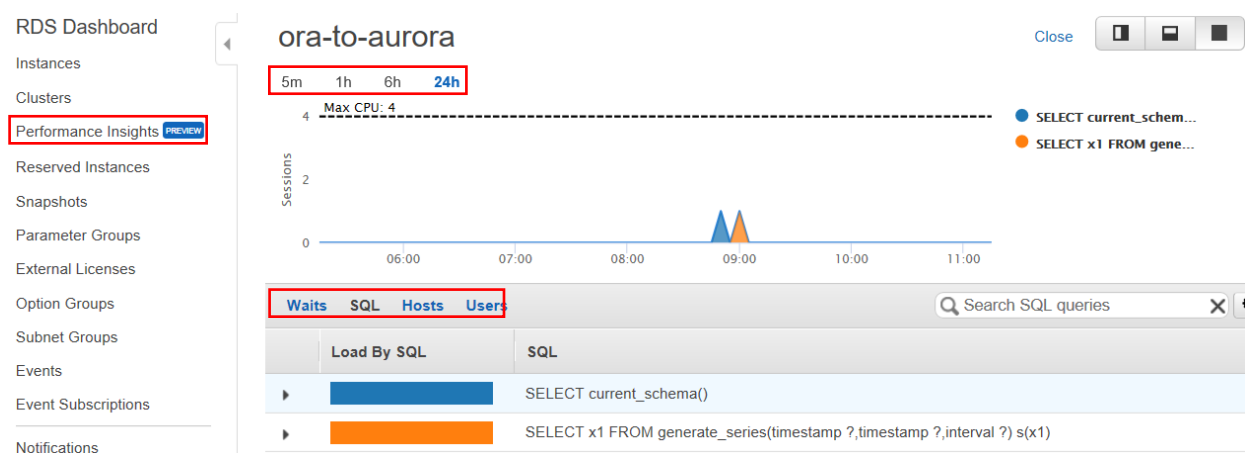 RDS Dashboard
Instances
Clusters
Performance Insights PREVIEW
Reserved Instances
Snapshots
Parameter Groups
External Licenses
Option Groups
Subnet Groups
Events
Event Subscriptions
Notifications
ora-to-aurora
Close
5m 1h 6h 24h
Max CPU: 4
4
2
0
Sessions
06:00 07:00 08:00 09:00 10:00 11:00
SELECT current_schem...
SELECT x1 FROM gene...
Waits SQL Hosts Users
Search SQL queries
Load By SQL SQL
SELECT current_schema()
SELECT x1 FROM generate_series(timestamp ?,timestamp ?,interval ?) s(x1)